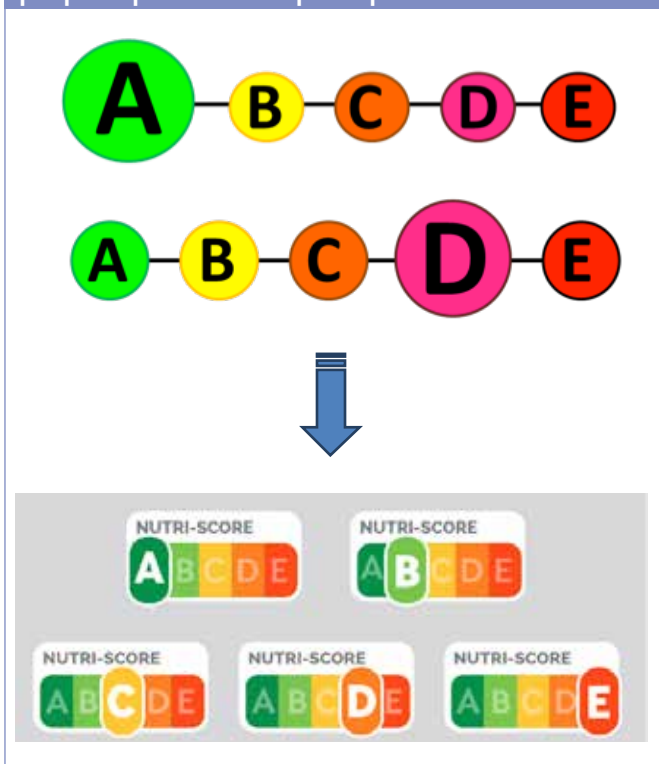 A B C D E
A B C D E
NUTRI-SCORE NUTRI-SCORE
A B C D E A B C D E
NUTRI-SCORE NUTRI-SCORE NUTRI-SCORE
A B C D E A B C D E A B C D E